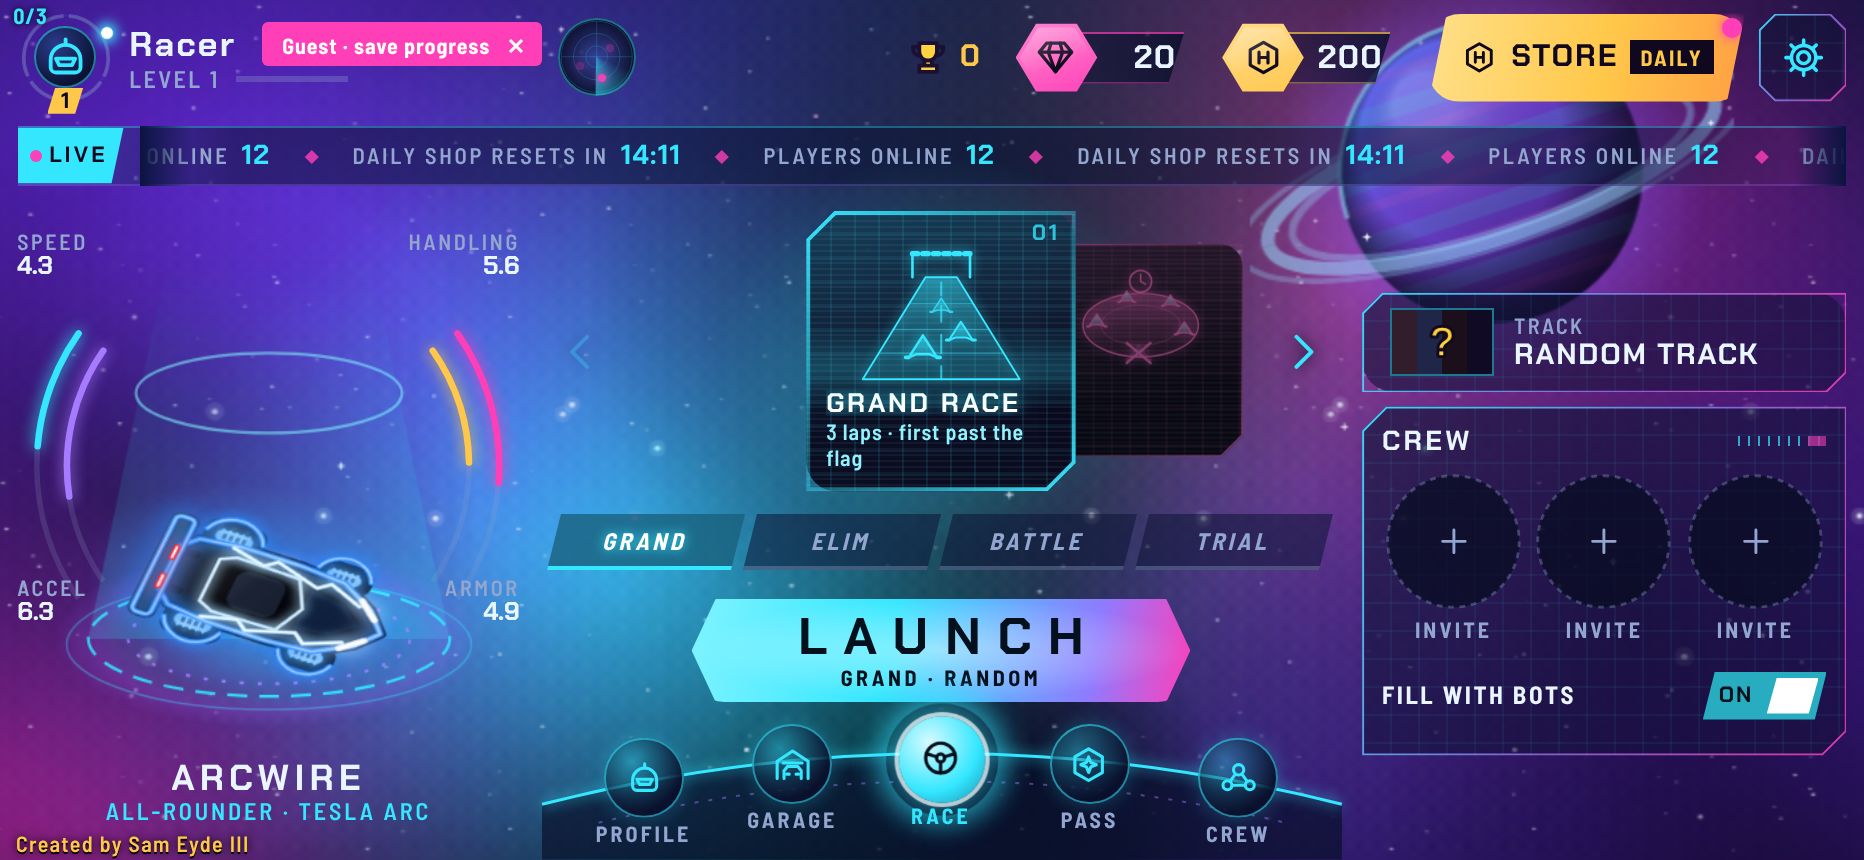 0/3
Racer
LEVEL 1
1
Guest · save progress ✕
0
20
200
STORE DAILY
LIVE
ONLINE 12 ◆ DAILY SHOP RESETS IN 14:11 ◆ PLAYERS ONLINE 12 ◆ DAILY SHOP RESETS IN 14:11 ◆ PLAYERS ONLINE 12 ◆ DAI
SPEED
4.3
HANDLING
5.6
ACCEL
6.3
ARMOR
4.9
ARCWIRE
ALL-ROUNDER · TESLA ARC
Created by Sam Eyde III
01
GRAND RACE
3 laps · first past the
flag
GRAND
ELIM
BATTLE
TRIAL
LAUNCH
GRAND · RANDOM
PROFILE
GARAGE
RACE
PASS
CREW
?
TRACK
RANDOM TRACK
CREW
INVITE
INVITE
INVITE
FILL WITH BOTS
ON